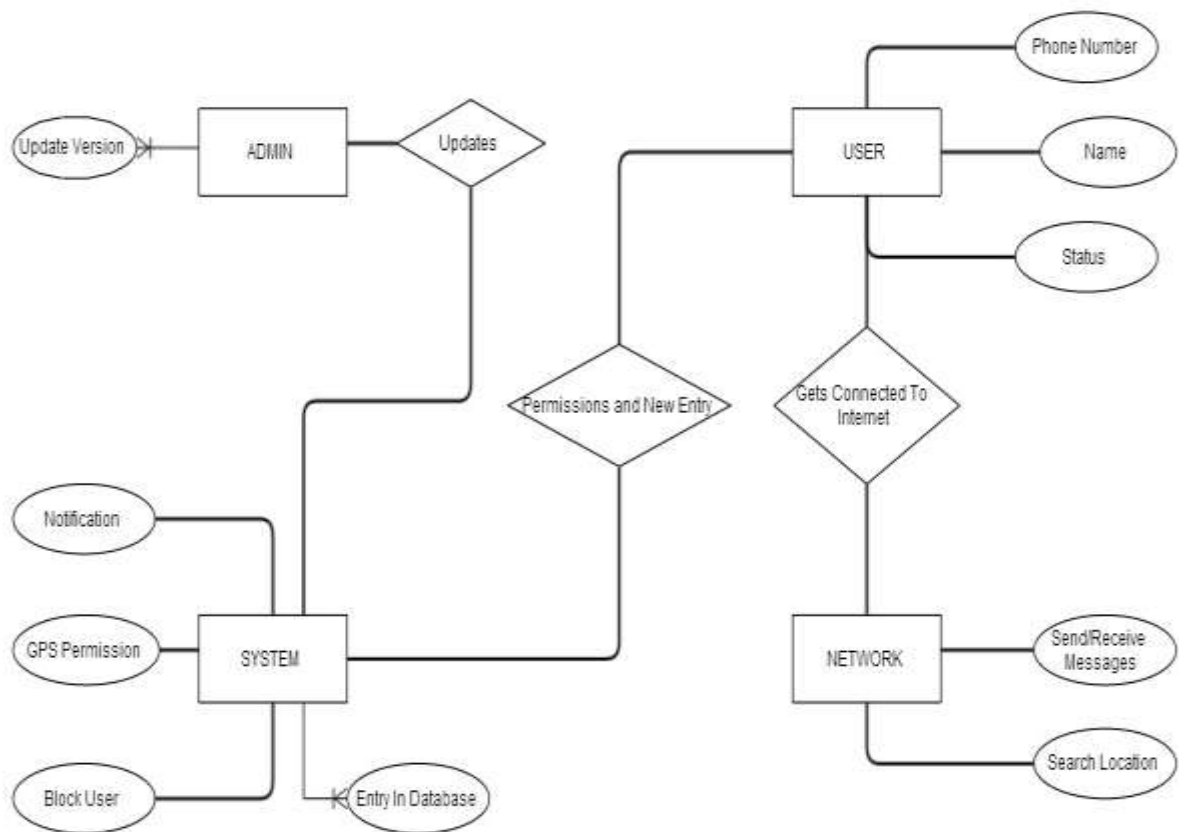 Phone Number
Update Version
ADMIN
Updates
USER
Name
Status
Permissions and New Entry
Gets Connected To
Internet
Notification
GPS Permission
SYSTEM
NETWORK
Send/Receive
Messages
Block User
Entry In Database
Search Location